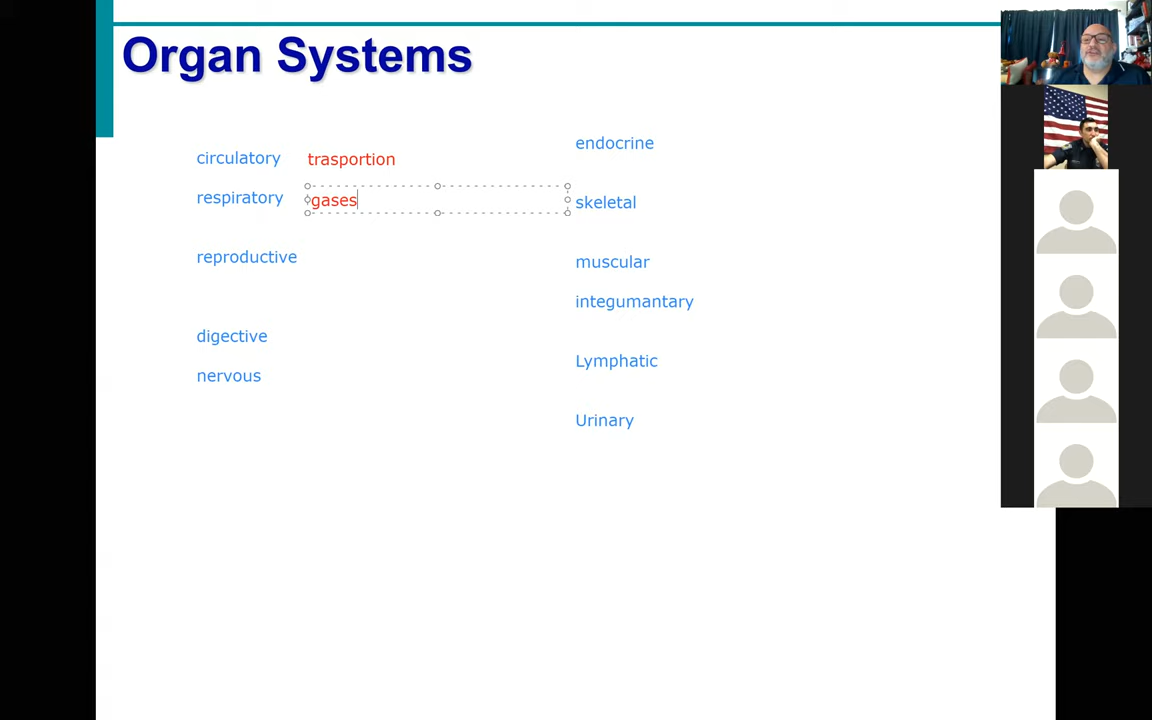 Organ Systems
circulatory trasportion
respiratory gases
reproductive
digective
nervous
endocrine
skeletal
muscular
integumantary
Lymphatic
Urinary